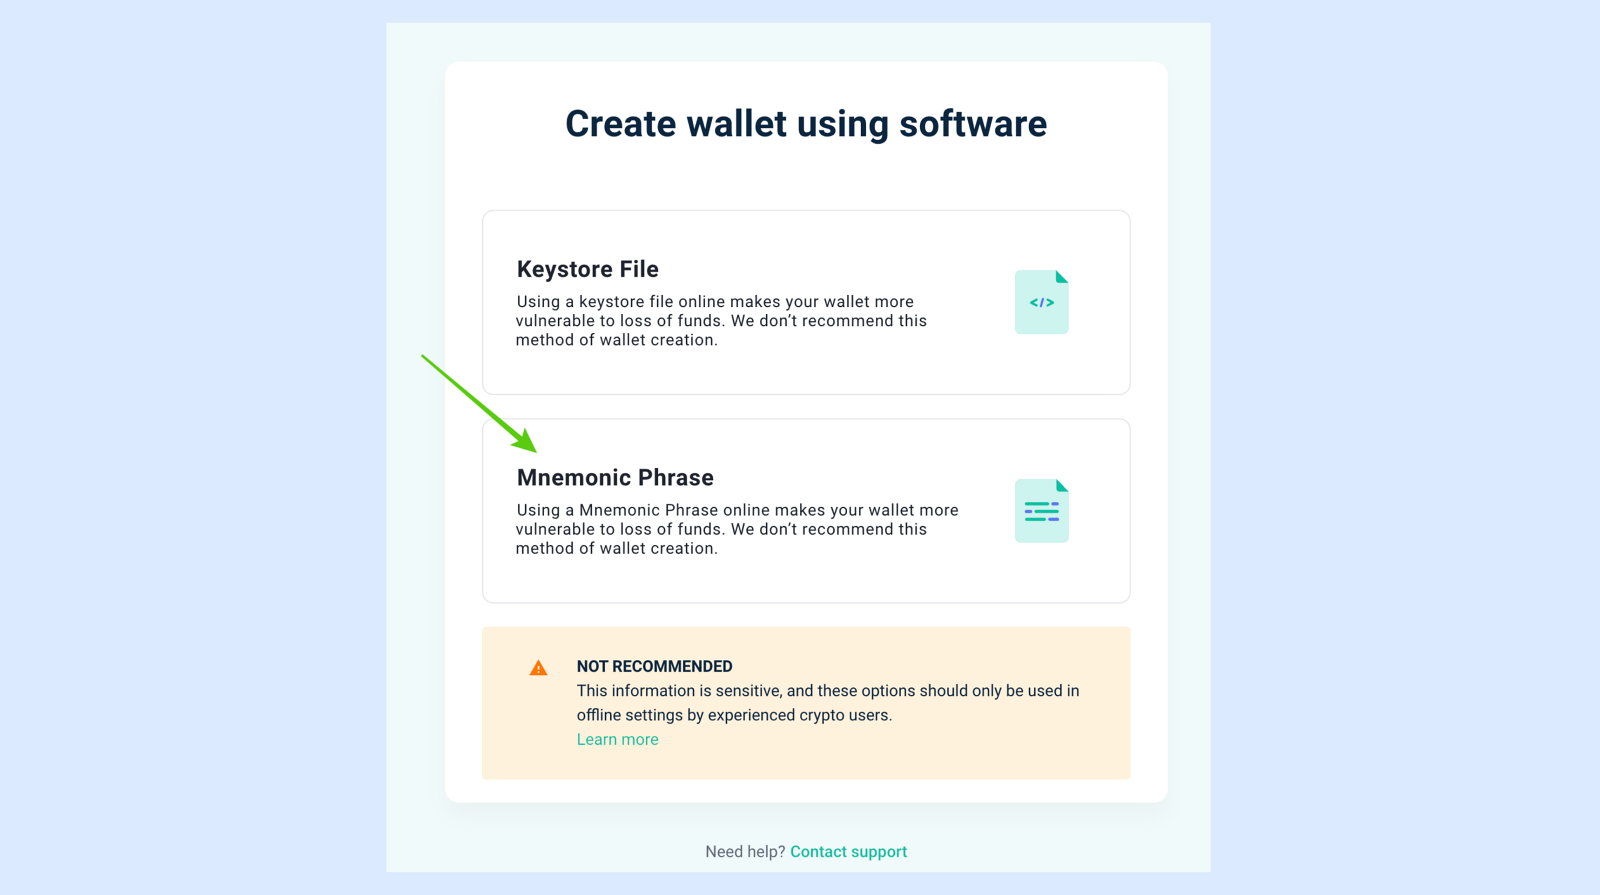 Create wallet using software
Keystore File
Using a keystore file online makes your wallet more
vulnerable to loss of funds. We don’t recommend this
method of wallet creation.
</>
Mnemonic Phrase
Using a Mnemonic Phrase online makes your wallet more
vulnerable to loss of funds. We don’t recommend this
method of wallet creation.
NOT RECOMMENDED
This information is sensitive, and these options should only be used in
offline settings by experienced crypto users.
Learn more
Need help? Contact support